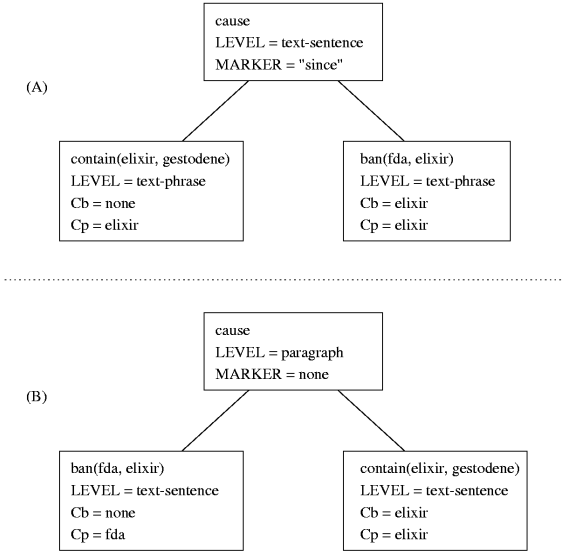 cause
LEVEL = text-sentence
MARKER = "since"
(A)
contain(elixir, gestodene)
LEVEL = text-phrase
Cb = none
Cp = elixir
ban(fda, elixir)
LEVEL = text-phrase
Cb = elixir
Cp = elixir
cause
LEVEL = paragraph
MARKER = none
(B)
ban(fda, elixir)
LEVEL = text-sentence
Cb = none
Cp = fda
contain(elixir, gestodene)
LEVEL = text-sentence
Cb = elixir
Cp = elixir